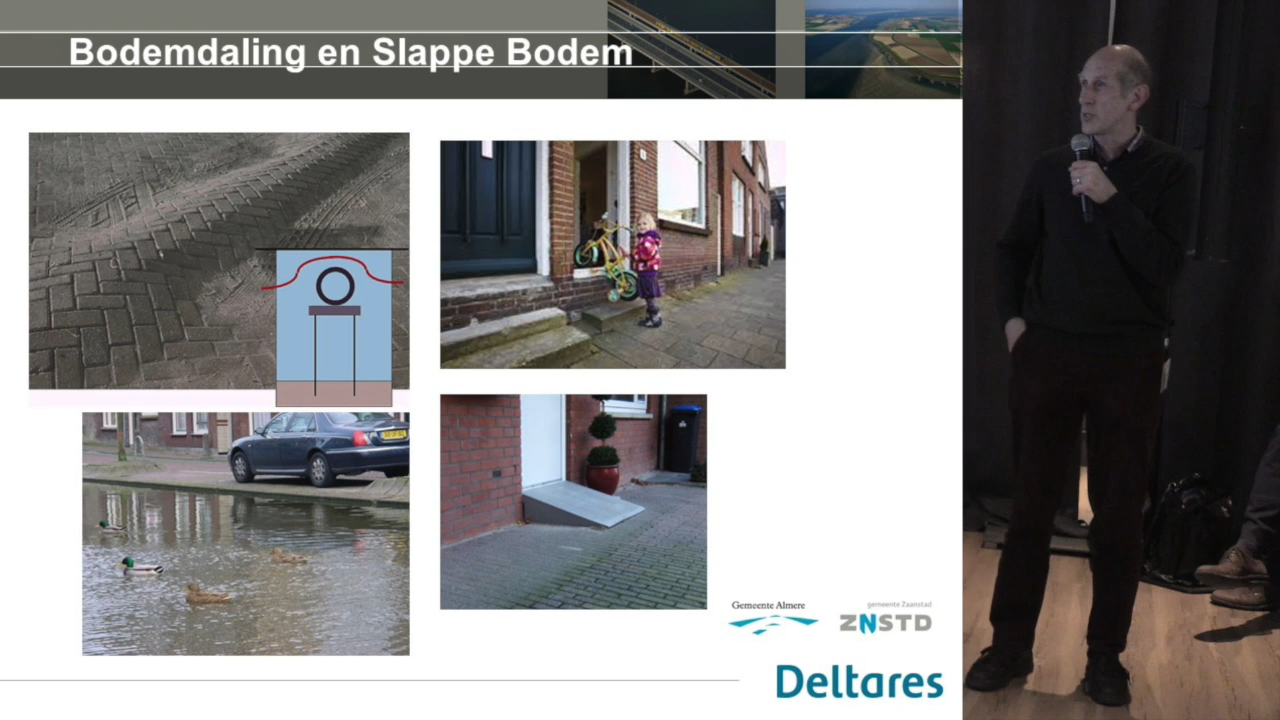 Bodemdaling en Slappe Bodem
Gemeente Almere
gemeente Zaanstad
ZNSTD
Deltares